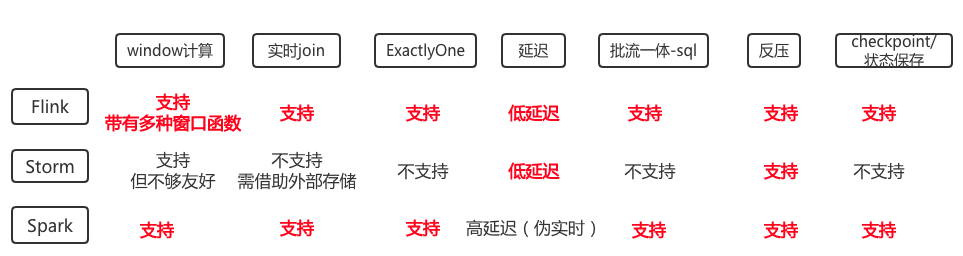 window计算 实时join ExactlyOne 延迟 批流一体-sql 反压 checkpoint/
状态保存
Flink 支持
带有多种窗口函数 支持 支持 低延迟 支持 支持 支持
Storm 支持
但不够友好 不支持
需借助外部存储 不支持 低延迟 不支持 支持 不支持
Spark 支持 支持 支持 高延迟（伪实时） 支持 支持 支持